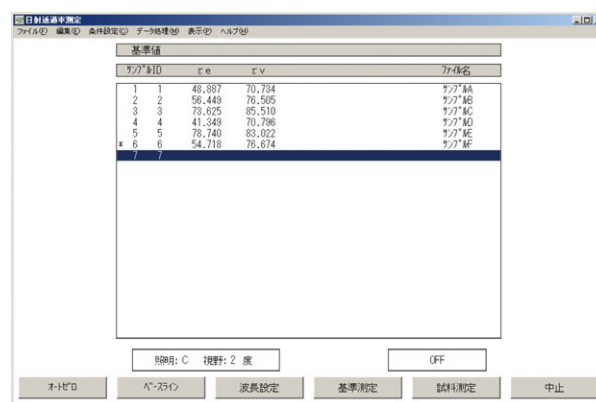 日射透過率測定
ファイル(F) 編集(E) 条件設定(C) データ処理(M) 表示(P) ヘルプ(H)
基準値
ｻﾝﾌﾟﾙID τe τv ﾌｧｲﾙ名
1 1 48.887 70.734 ｻﾝﾌﾟﾙA
2 2 56.449 76.505 ｻﾝﾌﾟﾙB
3 3 73.625 85.510 ｻﾝﾌﾟﾙC
4 4 41.349 70.796 ｻﾝﾌﾟﾙD
5 5 78.740 83.022 ｻﾝﾌﾟﾙE
* 6 6 54.718 76.674 ｻﾝﾌﾟﾙF
7 7
照明: C 視野: 2 度 OFF
ｵｰﾄｾﾞﾛ ﾍﾞｰｽﾗｲﾝ 波長設定 基準測定 試料測定 中止